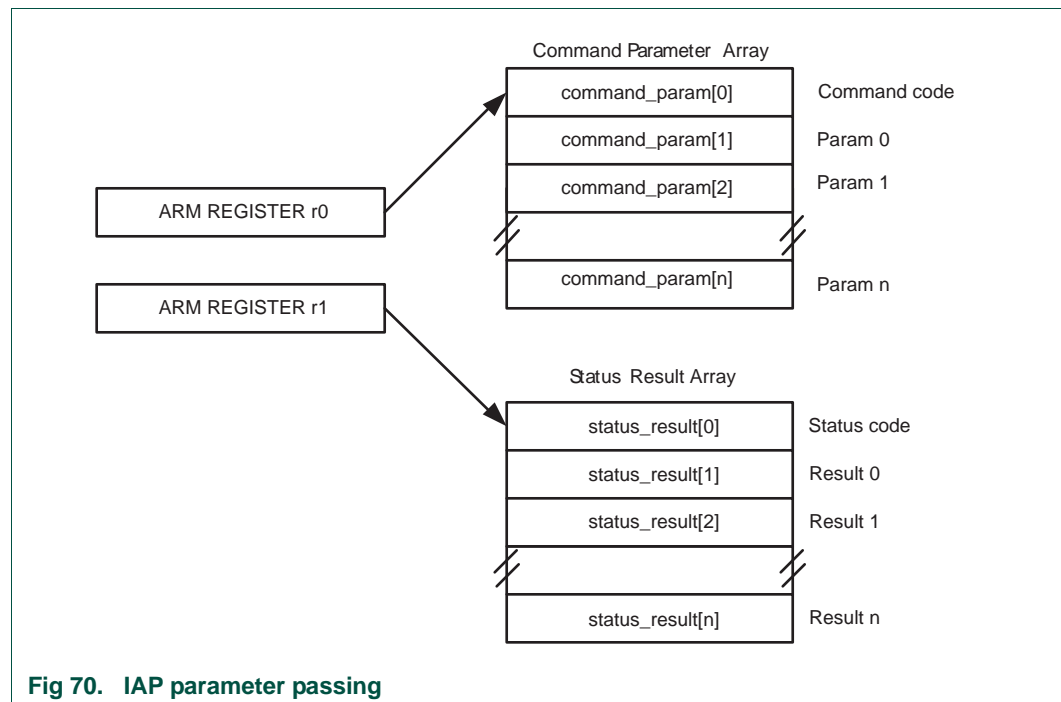 Command Parameter Array
command_param[0] Command code
command_param[1] Param 0
command_param[2] Param 1
ARM REGISTER r0
command_param[n] Param n
ARM REGISTER r1
Status Result Array
status_result[0] Status code
status_result[1] Result 0
status_result[2] Result 1
status_result[n] Result n
Fig 70. IAP parameter passing